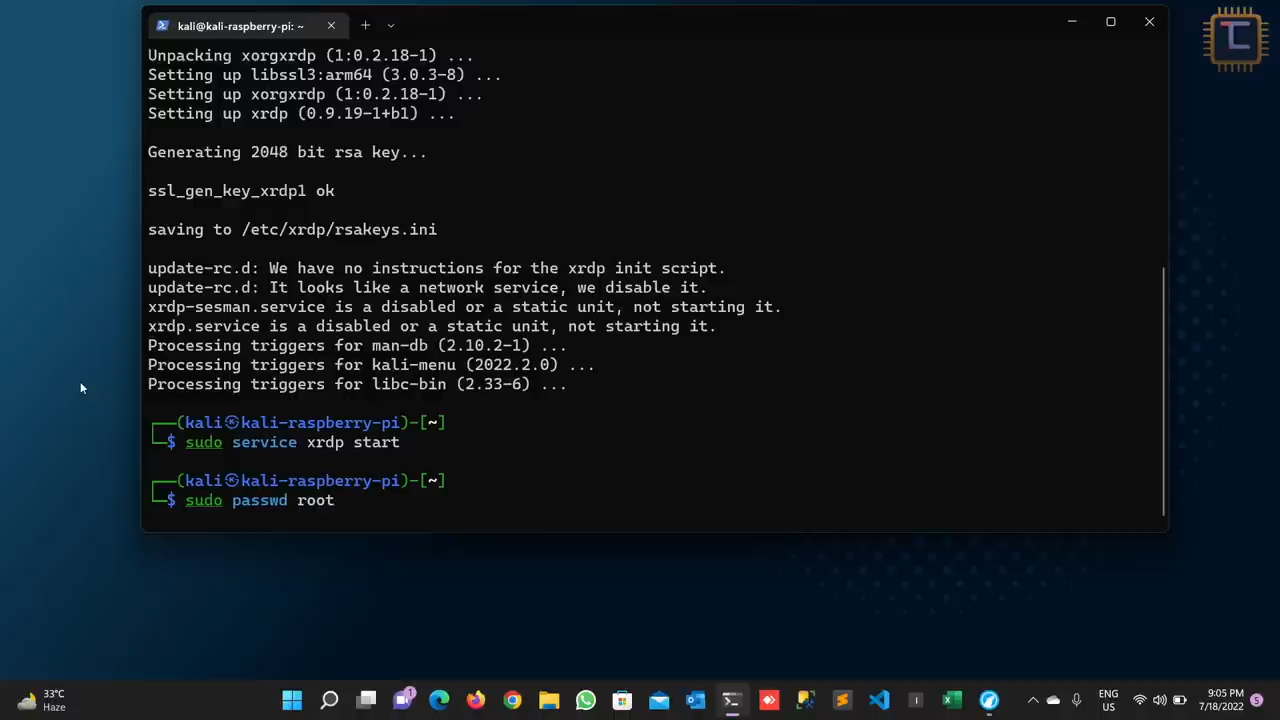 kali@kali-raspberry-pi: ~
Unpacking xorgxrdp (1:0.2.18-1) ...
Setting up libssl3:arm64 (3.0.3-8) ...
Setting up xorgxrdp (1:0.2.18-1) ...
Setting up xrdp (0.9.19-1+b1) ...
Generating 2048 bit rsa key...
ssl_gen_key_xrdp1 ok
saving to /etc/xrdp/rsakeys.ini
update-rc.d: We have no instructions for the xrdp init script.
update-rc.d: It looks like a network service, we disable it.
xrdp-sesman.service is a disabled or a static unit, not starting it.
xrdp.service is a disabled or a static unit, not starting it.
Processing triggers for man-db (2.10.2-1) ...
Processing triggers for kali-menu (2022.2.0) ...
Processing triggers for libc-bin (2.33-6) ...
┌──(kali㉿kali-raspberry-pi)-[~]
└─$ sudo service xrdp start
┌──(kali㉿kali-raspberry-pi)-[~]
└─$ sudo passwd root
33°C
Haze
1
ENG
US
9:05 PM
7/18/2022
5